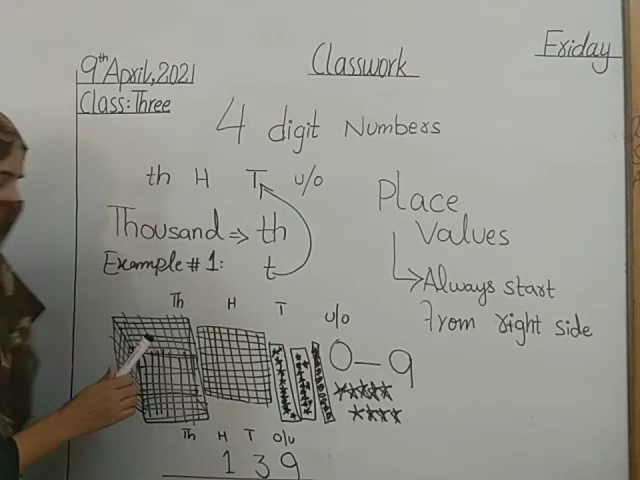 9th April, 2021
Classwork
Friday
Class: Three
4 digit Numbers
th H T u/o
Thousand ⇒ th
t
Example # 1:
Place
Values
Always start
from right side
Th H T u/o
0 – 9
Th H T o/u
1 3 9